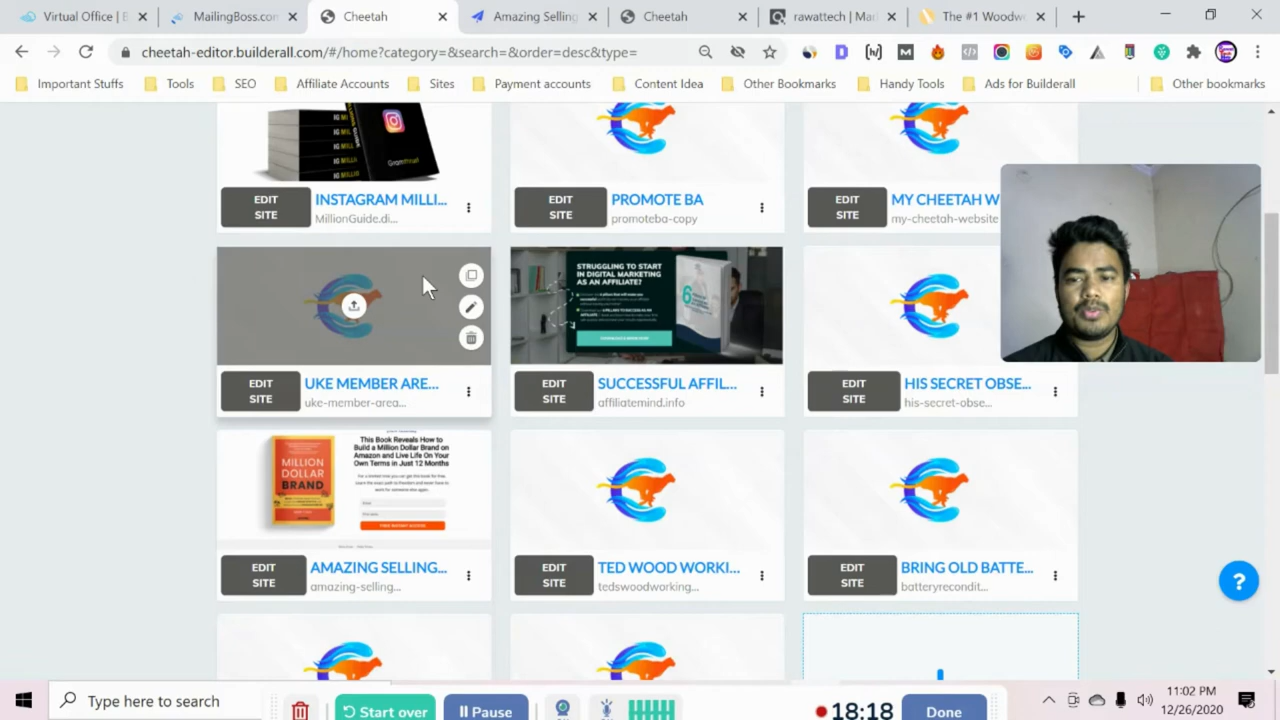 Virtual Office | B
MailingBoss.com
Cheetah
Amazing Selling
Cheetah
rawattech | Mar
The #1 Woodwo
cheetah-editor.builderall.com/#/home?category=&search=&order=desc&type=
Important Stuffs
Tools
SEO
Affiliate Accounts
Sites
Payment accounts
Content Idea
Other Bookmarks
Handy Tools
Ads for Builderall
Other bookmarks
EDIT SITE
INSTAGRAM MILLI...
MillionGuide.di...
EDIT SITE
PROMOTE BA
promoteba-copy
EDIT SITE
MY CHEETAH W
my-cheetah-website
STRUGGLING TO START
IN DIGITAL MARKETING
AS AN AFFILIATE?
EDIT SITE
UKE MEMBER ARE...
uke-member-area...
EDIT SITE
SUCCESSFUL AFFIL...
affiliatemind.info
EDIT SITE
HIS SECRET OBSE...
his-secret-obse...
MILLION
DOLLAR
BRAND
This Book Reveals How to
Build a Million Dollar Brand on
Amazon and Live Life On Your
Own Terms in Just 12 Months
EDIT SITE
AMAZING SELLING...
amazing-selling...
EDIT SITE
TED WOOD WORKI...
tedswoodworking...
EDIT SITE
BRING OLD BATTE...
batteryrecondit...
?
Type here to search
Start over
Pause
18:18
Done
11:02 PM
12/26/2020